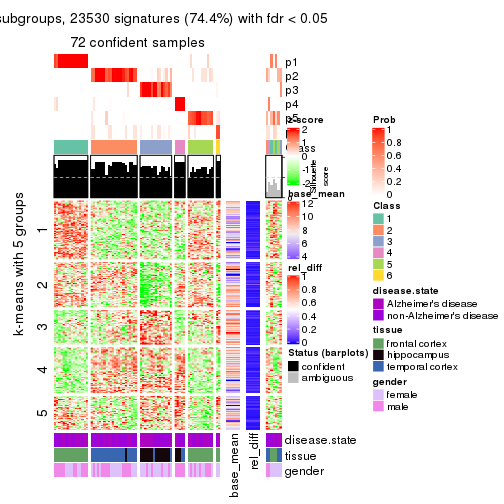 subgroups, 23530 signatures (74.4%) with fdr < 0.05
72 confident samples
p1
p2
p3
p4
p5
z-score
2
1
0
-1
-2
Silhouette
score
base_mean
12
10
8
6
4
rel_diff
1
0.8
0.6
0.4
0.2
0
Status (barplots)
confident
ambiguous
Prob
1
0.8
0.6
0.4
0.2
0
Class
1
2
3
4
5
6
disease.state
Alzheimer's disease
non-Alzheimer's disease
tissue
frontal cortex
hippocampus
temporal cortex
gender
female
male
k-means with 5 groups
1
2
3
4
5
disease.state
tissue
gender
base_mean
rel_diff